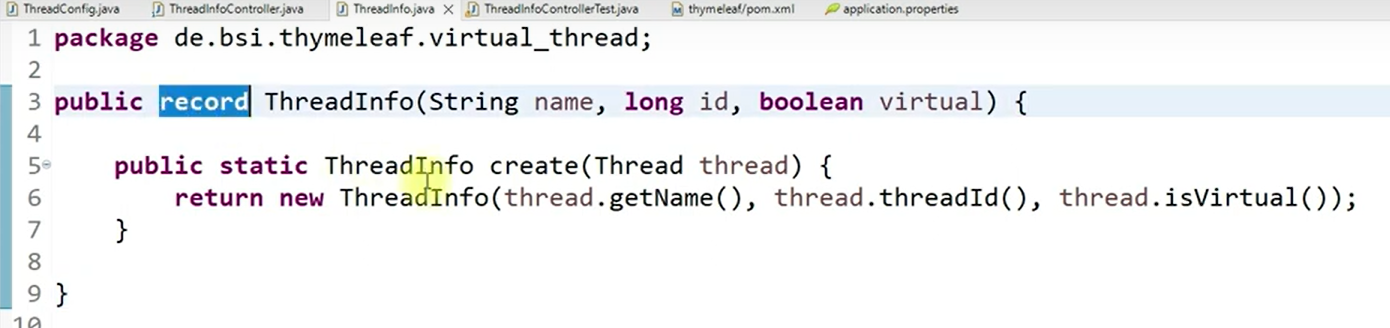 ThreadConfig.java ThreadInfoController.java ThreadInfo.java ThreadInfoControllerTest.java thymeleaf/pom.xml application.properties
1 package de.bsi.thymeleaf.virtual_thread;
2
3 public record ThreadInfo(String name, long id, boolean virtual) {
4
5 public static ThreadInfo create(Thread thread) {
6 return new ThreadInfo(thread.getName(), thread.threadId(), thread.isVirtual());
7 }
8
9 }
10